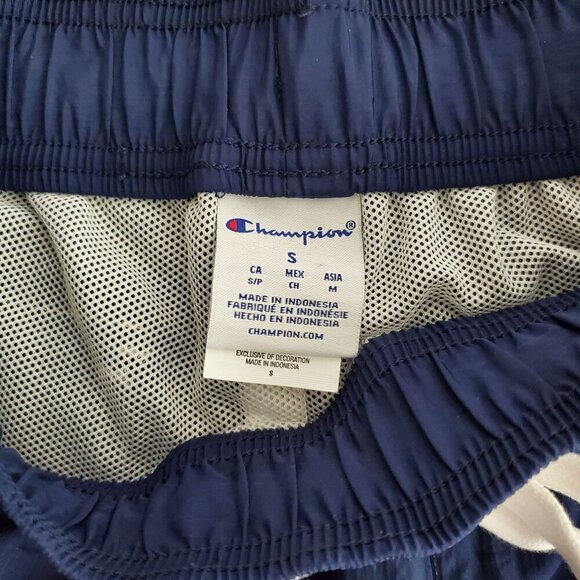 Champion®
S
CA MEX ASIA
S/P CH M
MADE IN INDONESIA
FABRIQUÉ EN INDONÉSIE
HECHO EN INDONESIA
CHAMPION.COM
EXCLUSIVE OF DECORATION
MADE IN INDONESIA
S